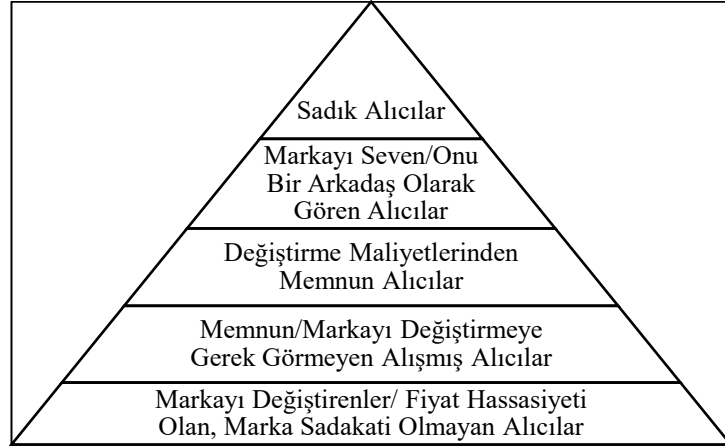 Sadık Alıcılar
Markayı Seven/Onu
Bir Arkadaş Olarak
Gören Alıcılar
Değiştirme Maliyetlerinden
Memnun Alıcılar
Memnun/Markayı Değiştirmeye
Gerek Görmeyen Alışmış Alıcılar
Markayı Değiştirenler/ Fiyat Hassasiyeti
Olan, Marka Sadakati Olmayan Alıcılar